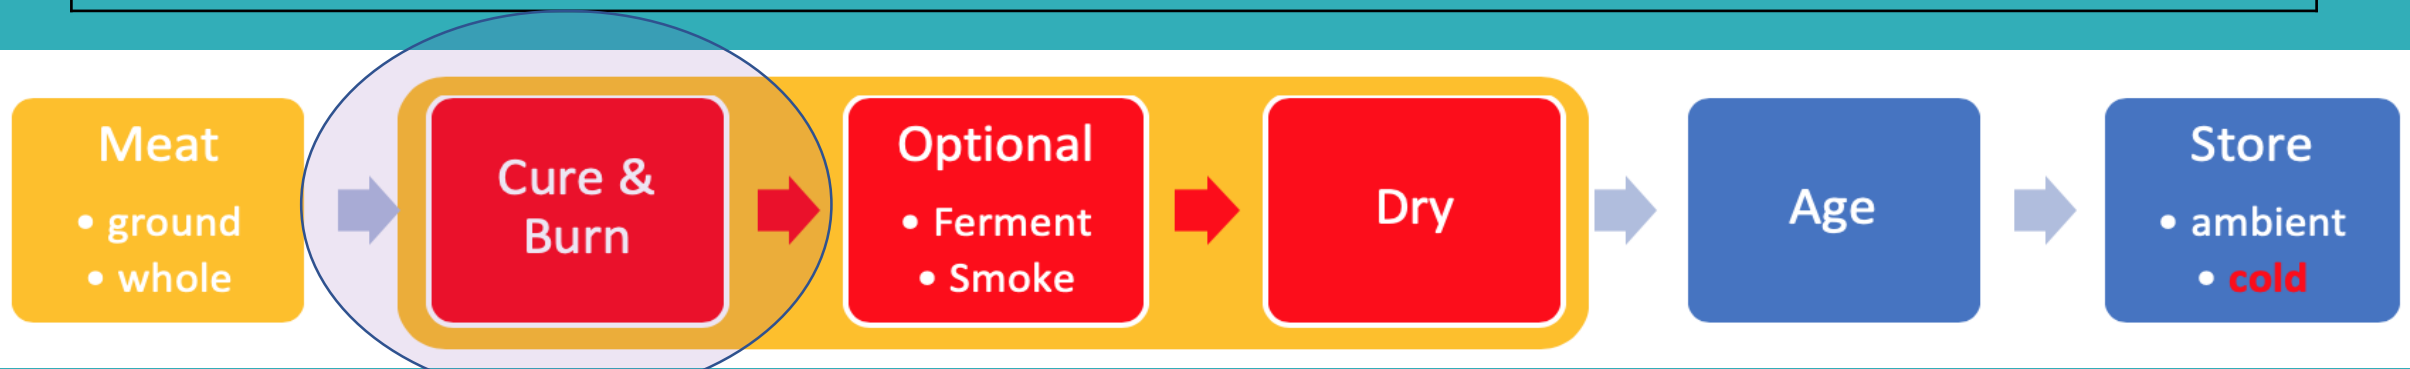 Meat
• ground
• whole
Cure &
Burn
Optional
• Ferment
• Smoke
Dry
Age
Store
• ambient
• cold